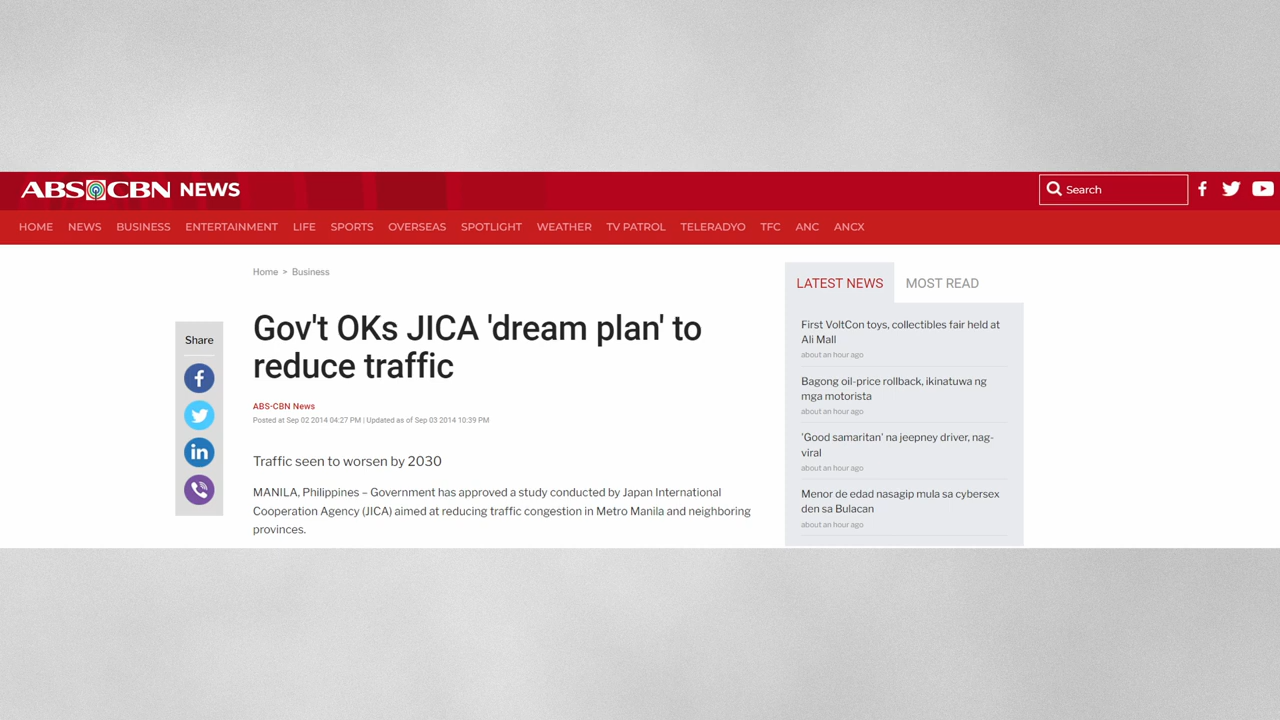 ABS-CBN NEWS
Search
HOME NEWS BUSINESS ENTERTAINMENT LIFE SPORTS OVERSEAS SPOTLIGHT WEATHER TV PATROL TELERADYO TFC ANC ANCX
Home > Business
Gov't OKs JICA 'dream plan' to
reduce traffic
ABS-CBN News
Posted at Sep 02 2014 04:27 PM | Updated as of Sep 03 2014 10:39 PM
Traffic seen to worsen by 2030
MANILA, Philippines – Government has approved a study conducted by Japan International
Cooperation Agency (JICA) aimed at reducing traffic congestion in Metro Manila and neighboring
provinces.
Share
LATEST NEWS MOST READ
First VoltCon toys, collectibles fair held at
Ali Mall
about an hour ago
Bagong oil-price rollback, ikinatuwa ng
mga motorista
about an hour ago
'Good samaritan' na jeepney driver, nag-
viral
about an hour ago
Menor de edad nasagip mula sa cybersex
den sa Bulacan
about an hour ago